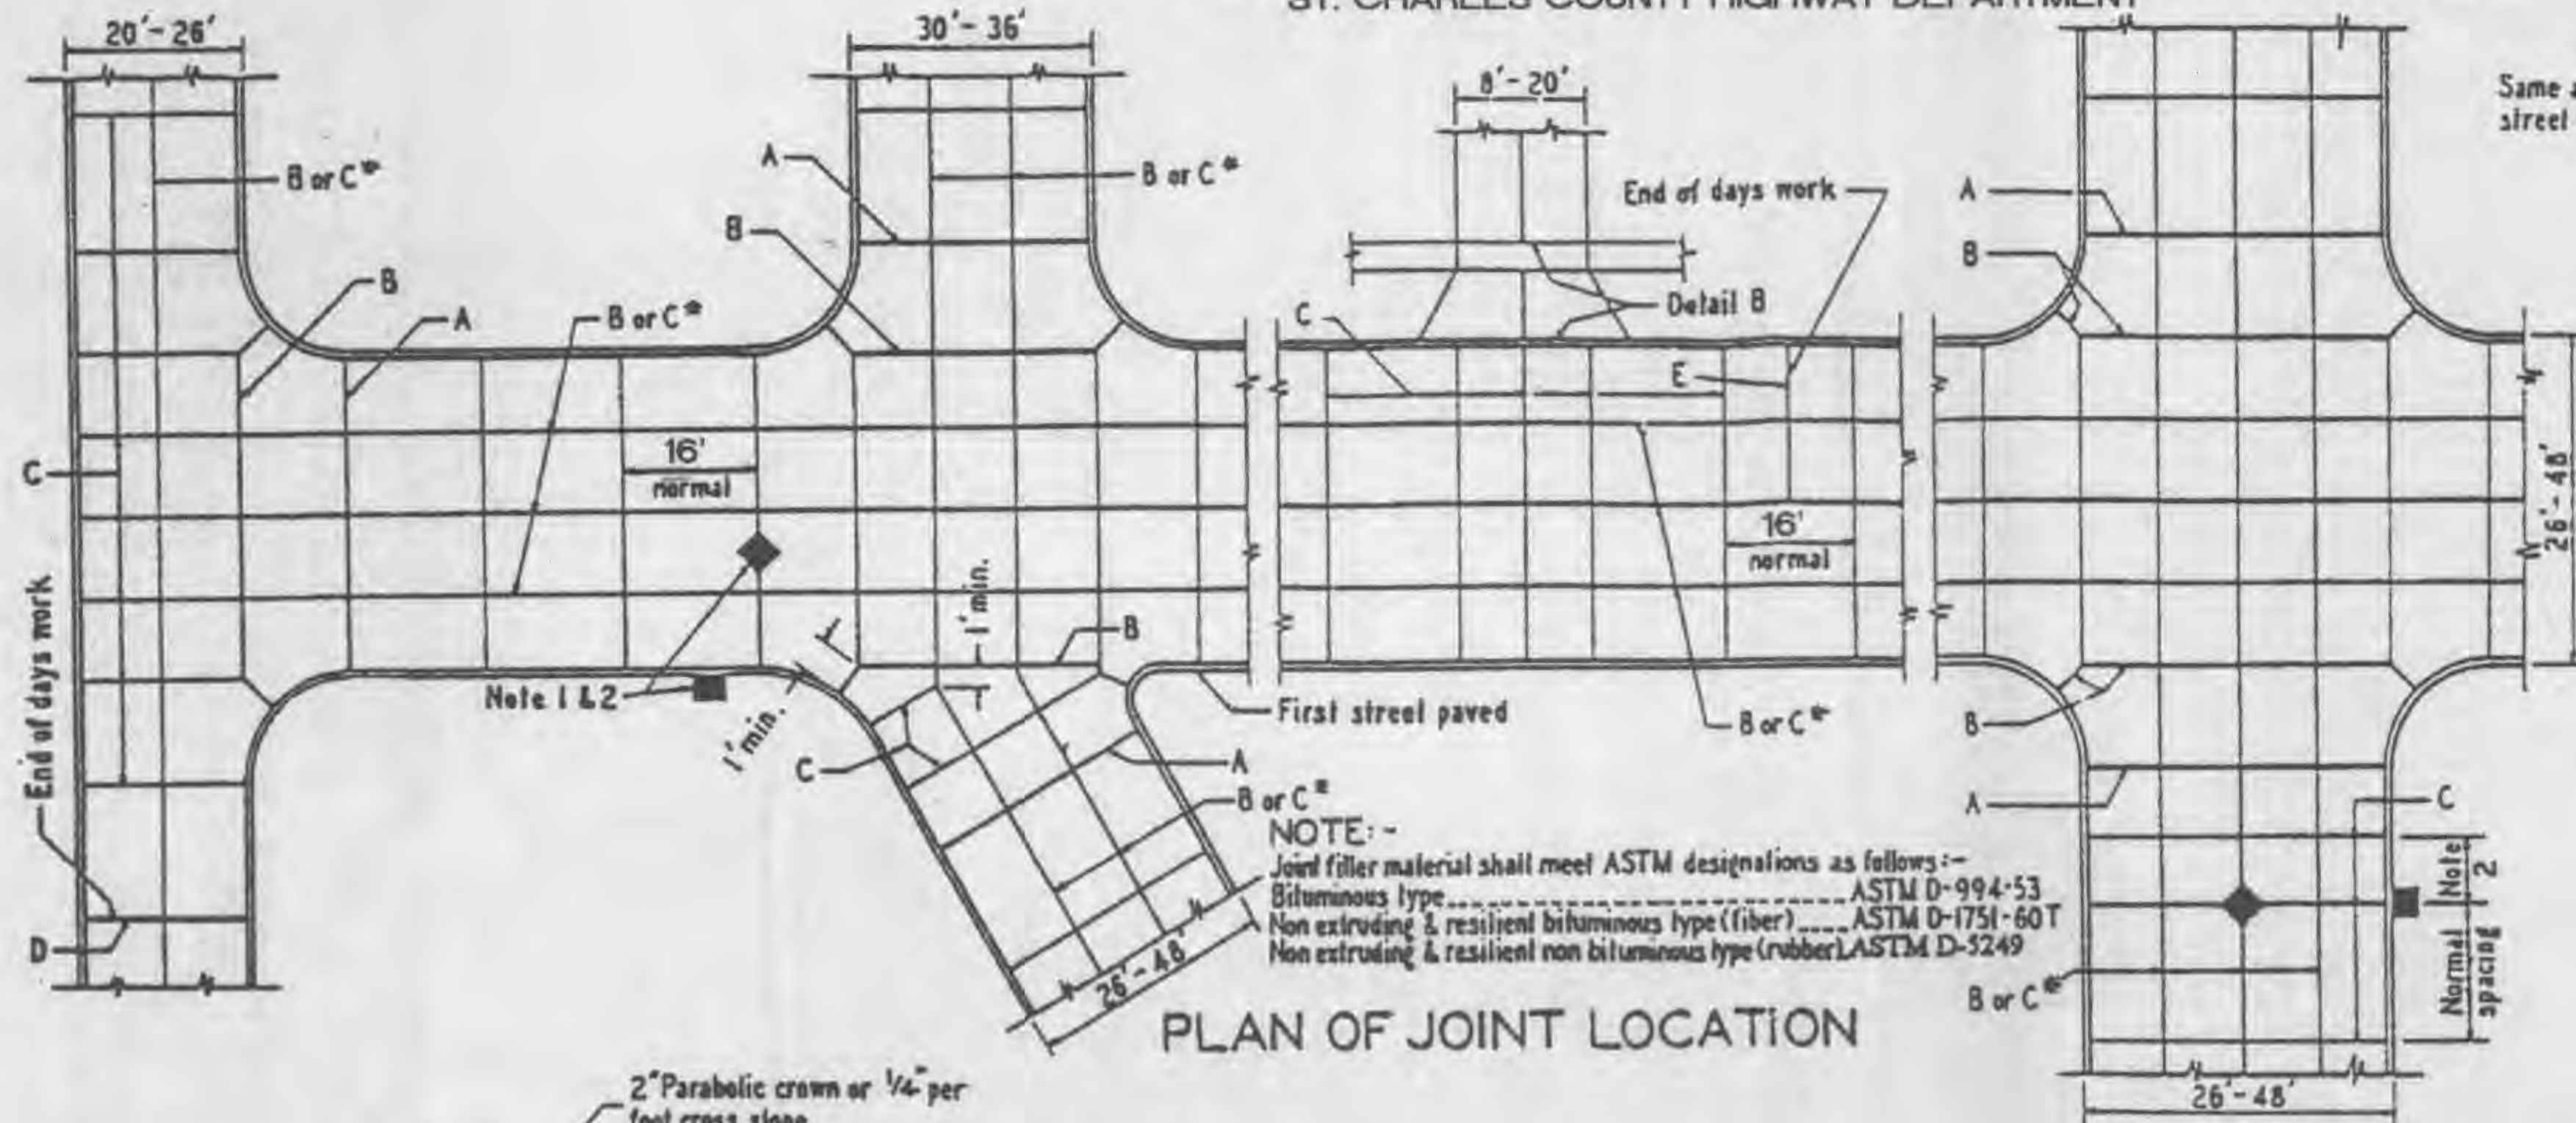 ST. CHARLES COUNTY HIGHWAY DEPARTMENT
20'-26'
30'-36'
8'-20'
Same a
street
B or C*
A
B or C*
End of days work
A
B
B
B
A
B or C*
C
Detail B
E
C
16'
normal
16'
normal
26'-48'
End of days work
1' min.
B
Note 1 & 2
1' min.
First street paved
B or C*
B
C
A
B or C*
A
C
NOTE:-
Joint filler material shall meet ASTM designations as follows:-
Bituminous type............................ASTM D-994-53
Non extruding & resilient bituminous type (fiber)....ASTM D-1751-60T
Non extruding & resilient non bituminous type (rubber).ASTM D-5249
D
26'-48'
B or C*
Note
2
Normal
spacing
PLAN OF JOINT LOCATION
26'-48'
2" Parabolic crown or 1/4" per
foot cross slope